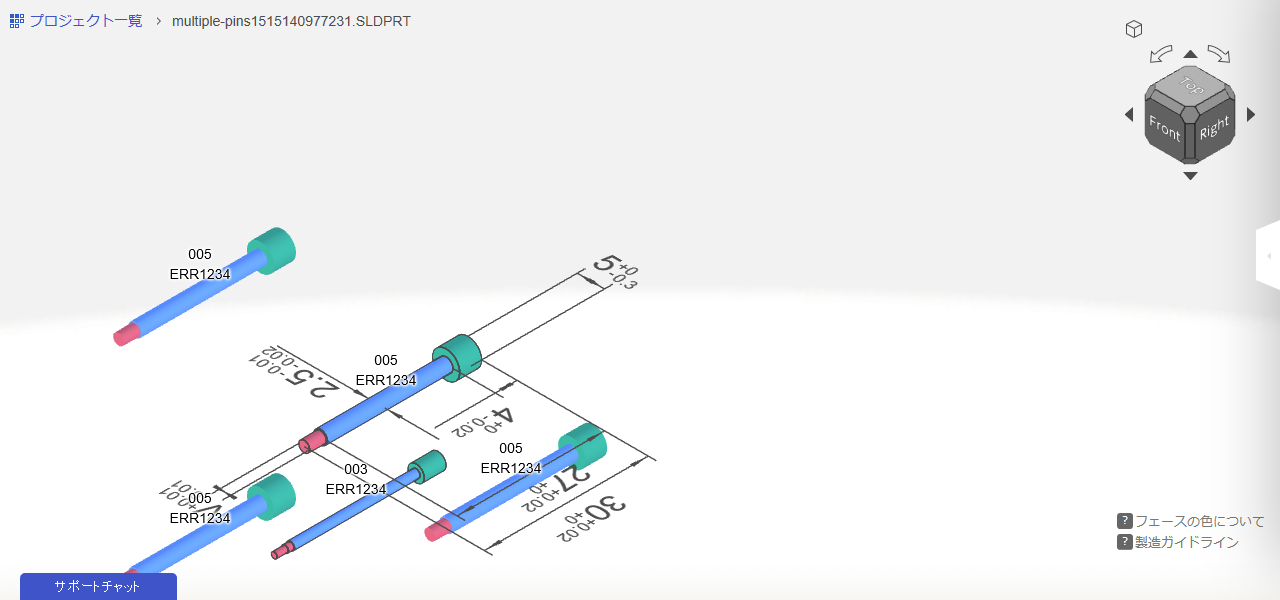 プロジェクト一覧 > multiple-pins1515140977231.SLDPRT
Top
Front
Right
005
ERR1234
5 +0 -0.3
005
ERR1234
2.5 -0.01 -0.02
4 +0 -0.02
005
ERR1234
003
ERR1234
27 +0.02 +0
30 +0.02 +0
005
ERR1234
+0.01
? フェースの色について
? 製造ガイドライン
サポートチャット